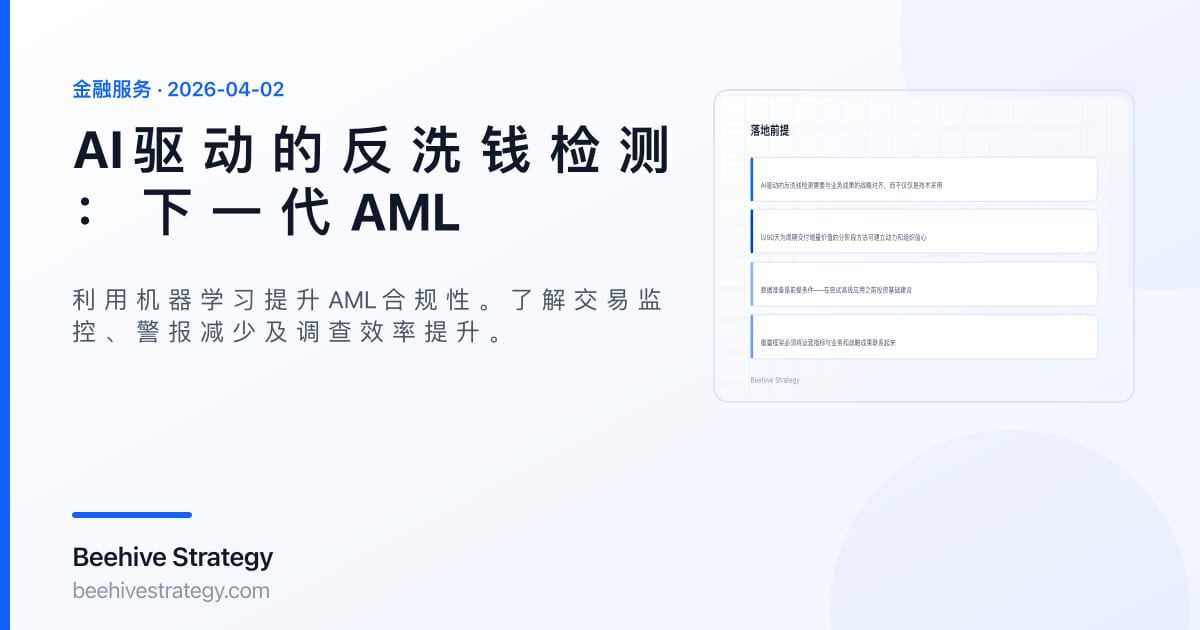 金融服务 · 2026-04-02
AI驱动的反洗钱检测
：下一代 AML
利用机器学习提升 AML合规性。了解交易监
控、警报减少及调查效率提升。
落地前提
AI驱动的反洗钱检测需要与业务成果的战略对齐，而不仅仅是技术采用
以90天为周期交付增量价值的分阶段方法可建立动力和组织信心
数据准备是前提条件——在尝试高级应用之前投资基础建设
衡量框架必须将运营指标与业务和战略成果联系起来
Beehive Strategy
Beehive Strategy
beehivestrategy.com